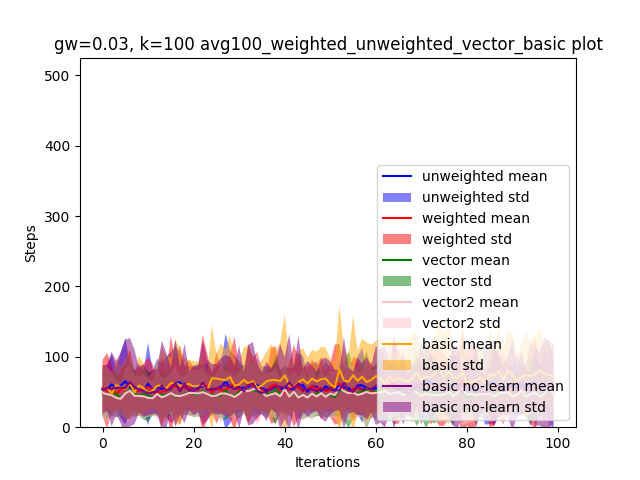 gw=0.03, k=100 avg100_weighted_unweighted_vector_basic plot
500
400
300
200
100
0
Steps
unweighted mean
unweighted std
weighted mean
weighted std
vector mean
vector std
vector2 mean
vector2 std
basic mean
basic std
basic no-learn mean
basic no-learn std
0
20
40
60
80
100
Iterations